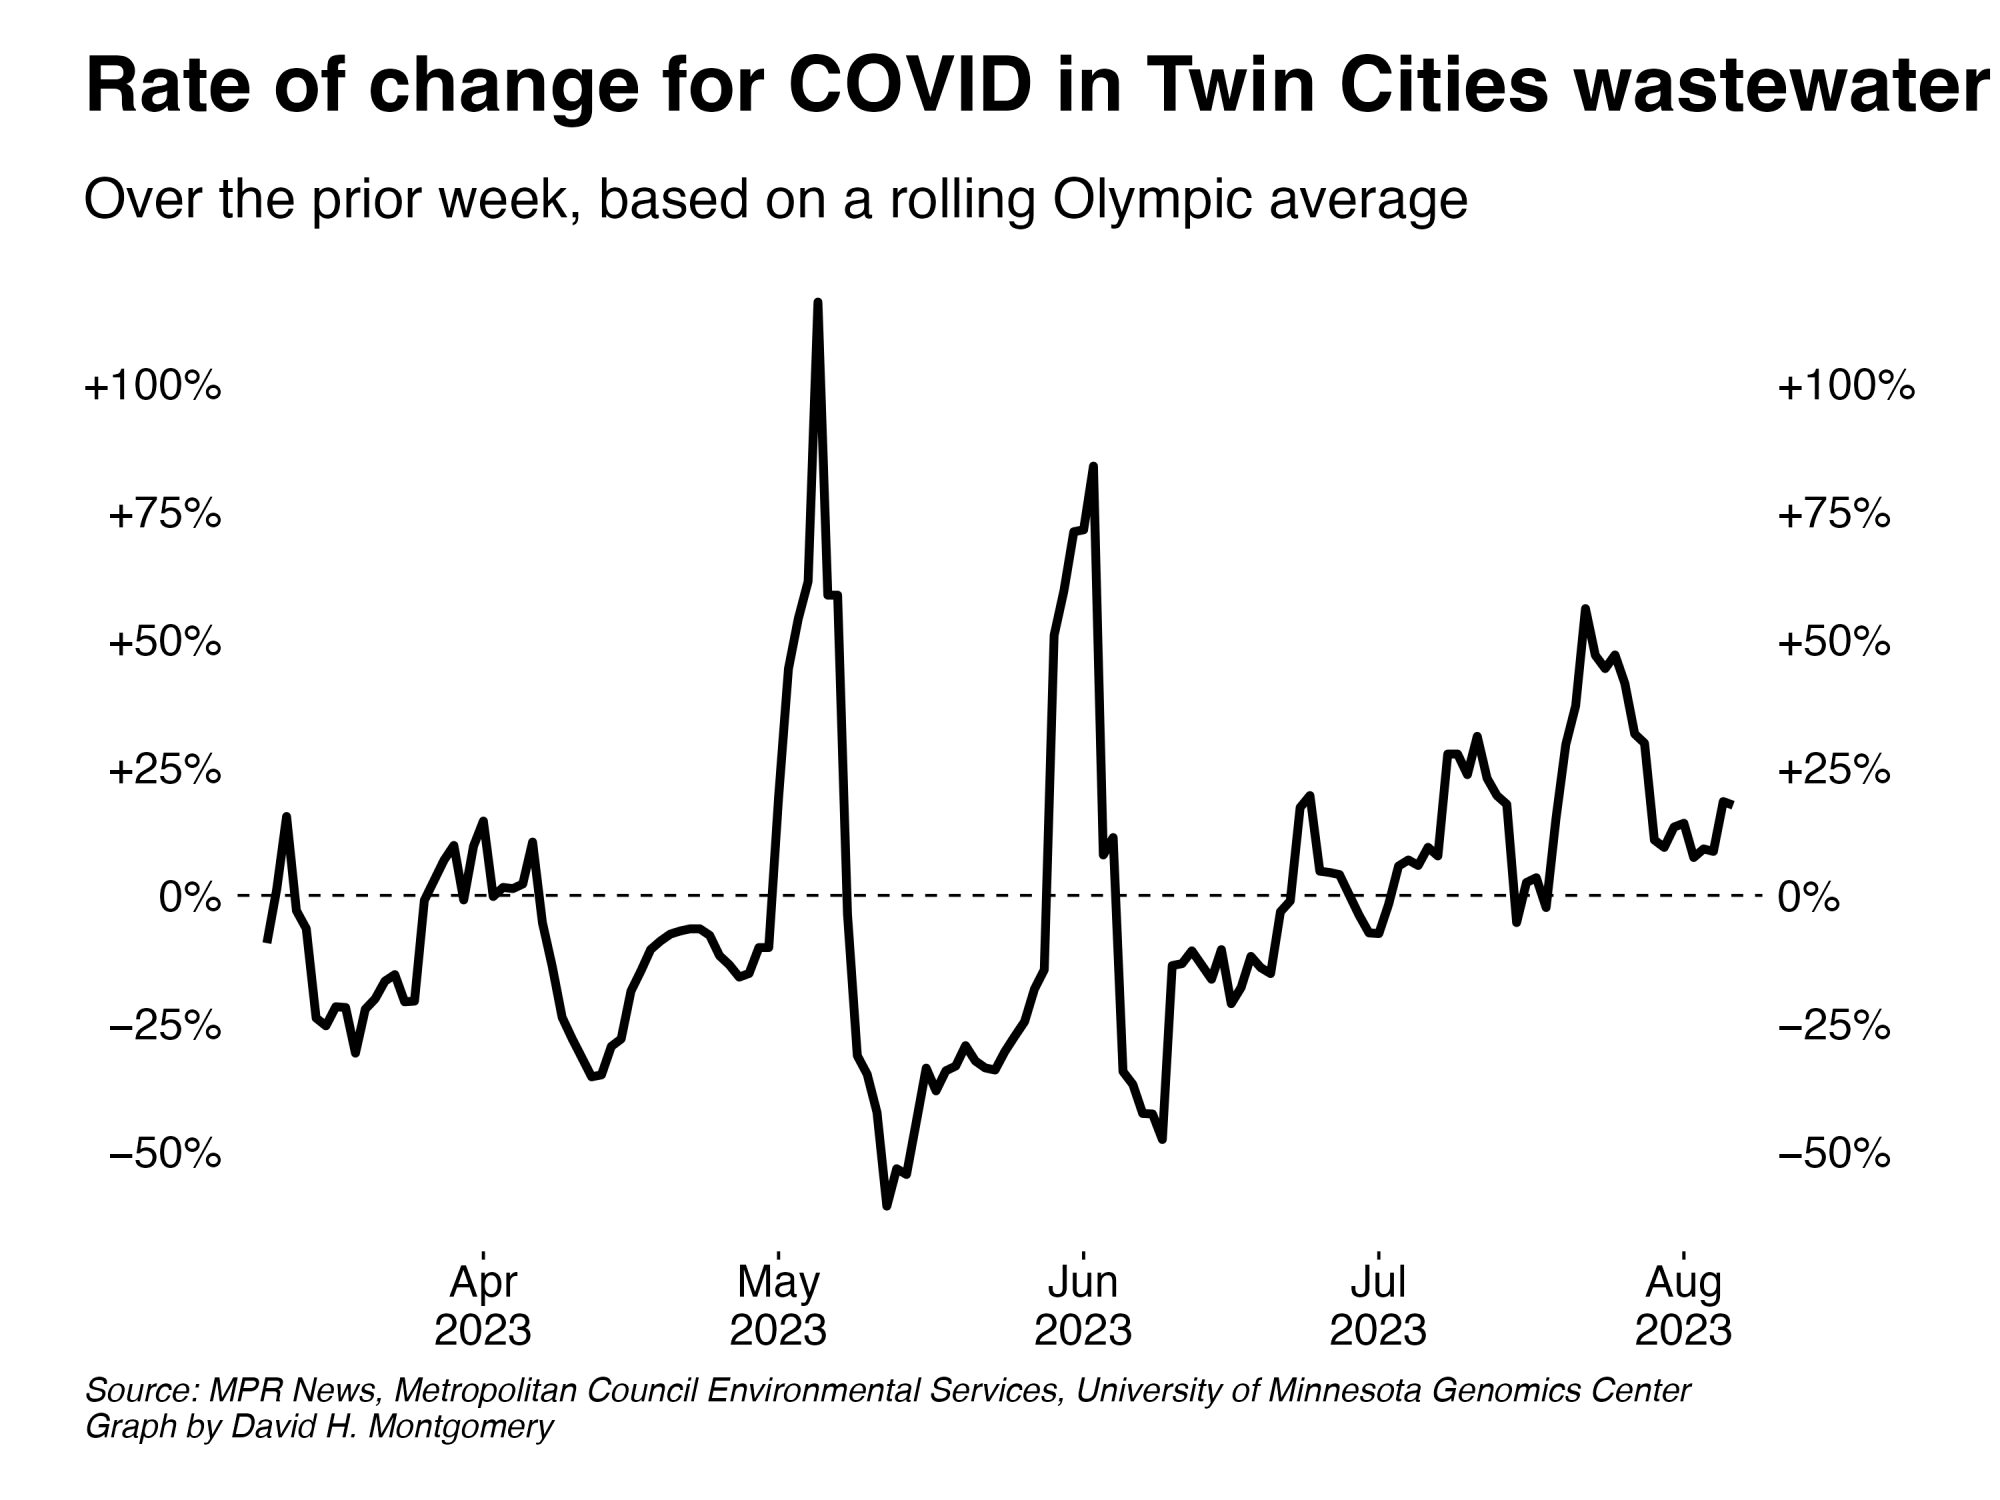 Rate of change for COVID in Twin Cities wastewater
Over the prior week, based on a rolling Olympic average
+100% +100%
+75% +75%
+50% +50%
+25% +25%
0% 0%
−25% −25%
−50% −50%
Apr May Jun Jul Aug
2023 2023 2023 2023 2023
Source: MPR News, Metropolitan Council Environmental Services, University of Minnesota Genomics Center
Graph by David H. Montgomery